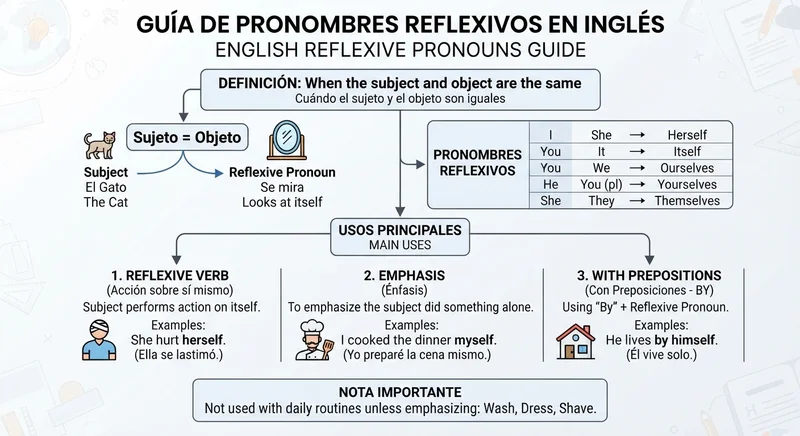 GUÍA DE PRONOMBRES REFLEXIVOS EN INGLÉS
ENGLISH REFLEXIVE PRONOUNS GUIDE
DEFINICIÓN: When the subject and object are the same
Cuándo el sujeto y el objeto son iguales
Sujeto = Objeto
Subject
El Gato
The Cat
Reflexive Pronoun
Se mira
Looks at itself
PRONOMBRES
REFLEXIVOS
I She → Herself
You It → Itself
You We → Ourselves
He You (pl) → Yourselves
She They → Themselves
USOS PRINCIPALES
MAIN USES
1. REFLEXIVE VERB
(Acción sobre sí mismo)
Subject performs action on itself.
Examples:
She hurt herself.
(Ella se lastimó.)
2. EMPHASIS
(Énfasis)
To emphasize the subject did something alone.
Examples:
I cooked the dinner myself.
(Yo preparé la cena mismo.)
3. WITH PREPOSITIONS
(Con Preposiciones - BY)
Using “By” + Reflexive Pronoun.
Examples:
He lives by himself.
(Él vive solo.)
NOTA IMPORTANTE
Not used with daily routines unless emphasizing: Wash, Dress, Shave.